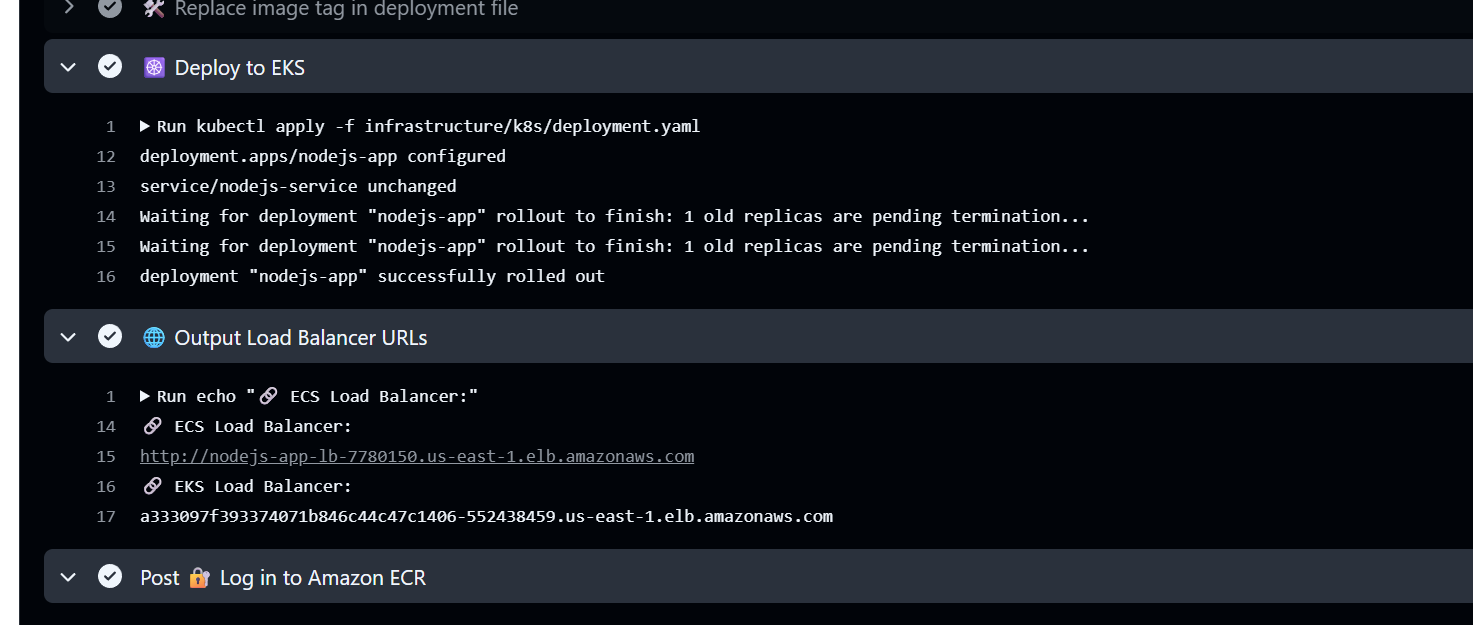 🛠️ Replace image tag in deployment file
☸️ Deploy to EKS
1 ▶ Run kubectl apply -f infrastructure/k8s/deployment.yaml
12 deployment.apps/nodejs-app configured
13 service/nodejs-service unchanged
14 Waiting for deployment "nodejs-app" rollout to finish: 1 old replicas are pending termination...
15 Waiting for deployment "nodejs-app" rollout to finish: 1 old replicas are pending termination...
16 deployment "nodejs-app" successfully rolled out
🌐 Output Load Balancer URLs
1 ▶ Run echo "🔗 ECS Load Balancer:"
14 🔗 ECS Load Balancer:
15 http://nodejs-app-lb-7780150.us-east-1.elb.amazonaws.com
16 🔗 EKS Load Balancer:
17 a333097f393374071b846c44c47c1406-552438459.us-east-1.elb.amazonaws.com
Post 🔐 Log in to Amazon ECR